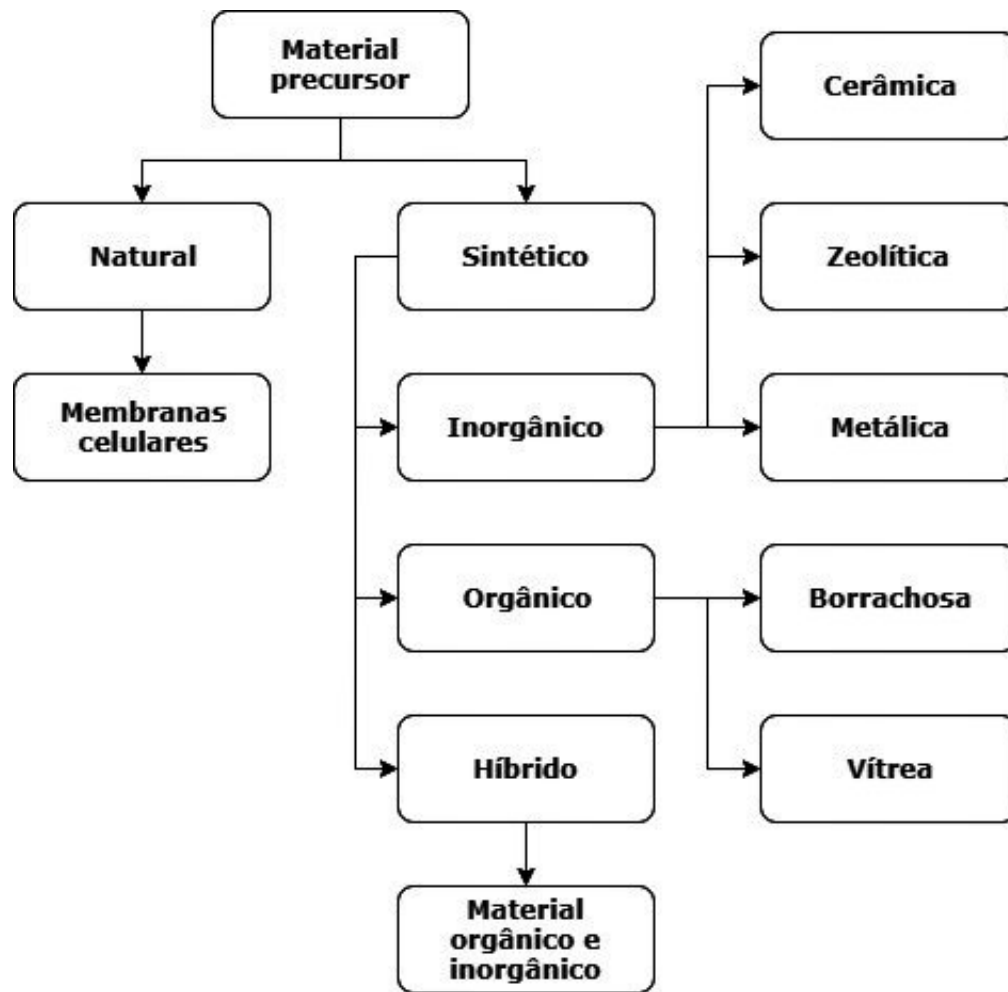 Material
precursor
Cerâmica
Natural
Sintético
Zeolítica
Membranas
celulares
Inorgânico
Metálica
Orgânico
Borrachosa
Híbrido
Vítrea
Material
orgânico e
inorgânico